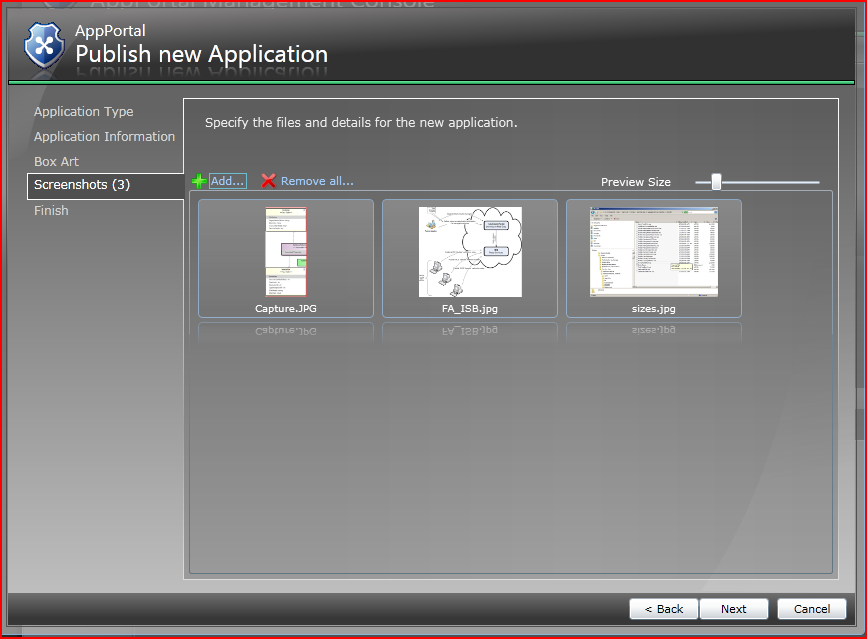 AppPortal Management Console
AppPortal
Publish new Application
Application Type
Application Information
Box Art
Screenshots (3)
Finish
Specify the files and details for the new application.
Add...
Remove all...
Preview Size
Capture.JPG
FA_ISB.jpg
sizes.jpg
< Back
Next
Cancel